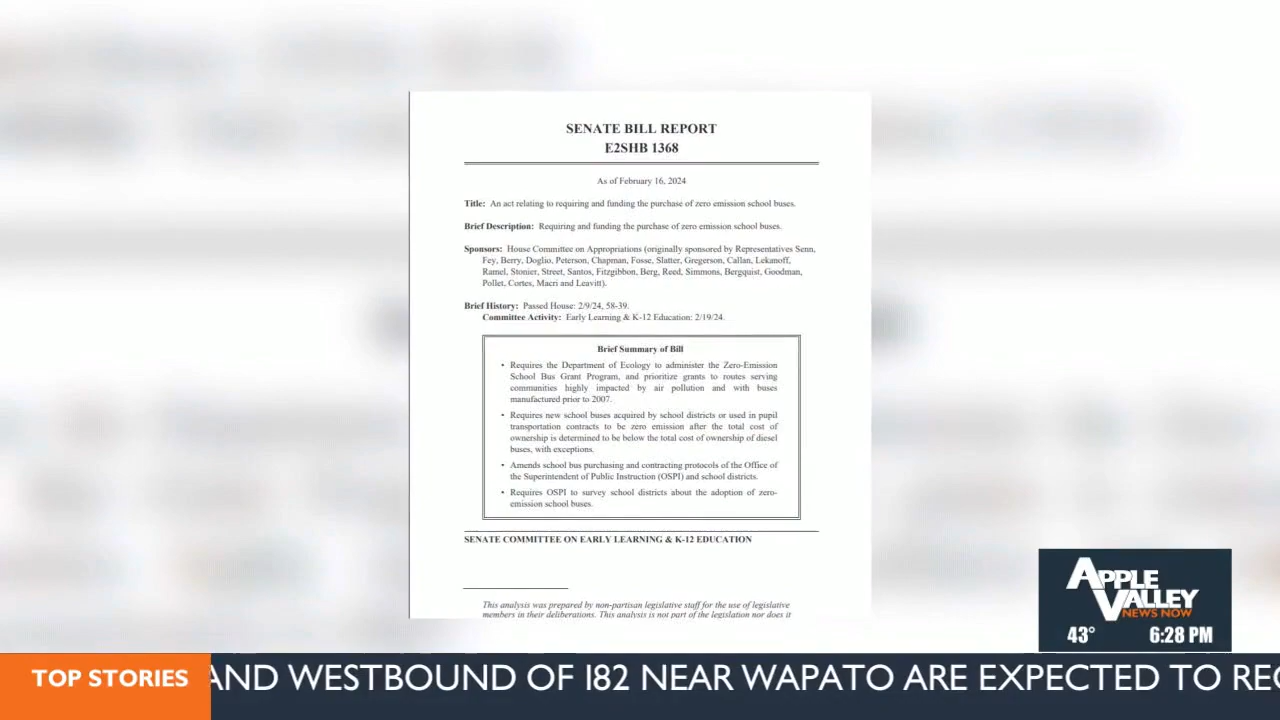 SENATE BILL REPORT
E2SHB 1368
As of February 16, 2024
Title: An act relating to requiring and funding the purchase of zero emission school buses.
Brief Description: Requiring and funding the purchase of zero emission school buses.
Sponsors: House Committee on Appropriations (originally sponsored by Representatives Senn,
Fey, Berry, Doglio, Peterson, Chapman, Fosse, Slatter, Gregerson, Callan, Lekanoff,
Ramel, Stonier, Street, Santos, Fitzgibbon, Berg, Reed, Simmons, Bergquist, Goodman,
Pollet, Cortes, Macri and Leavitt).
Brief History: Passed House: 2/9/24, 58-39.
Committee Activity: Early Learning & K-12 Education: 2/19/24.
Brief Summary of Bill
• Requires the Department of Ecology to administer the Zero-Emission
School Bus Grant Program, and prioritize grants to routes serving
communities highly impacted by air pollution and with buses
manufactured prior to 2007.
• Requires new school buses acquired by school districts or used in pupil
transportation contracts to be zero emission after the total cost of
ownership is determined to be below the total cost of ownership of diesel
buses, with exceptions.
• Amends school bus purchasing and contracting protocols of the Office of
the Superintendent of Public Instruction (OSPI) and school districts.
• Requires OSPI to survey school districts about the adoption of zero-
emission school buses.
SENATE COMMITTEE ON EARLY LEARNING & K-12 EDUCATION
This analysis was prepared by non-partisan legislative staff for the use of legislative
members in their deliberations. This analysis is not part of the legislation nor does it
APPLE
VALLEY
NEWS NOW
43° 6:28 PM
TOP STORIES AND WESTBOUND OF I82 NEAR WAPATO ARE EXPECTED TO REC